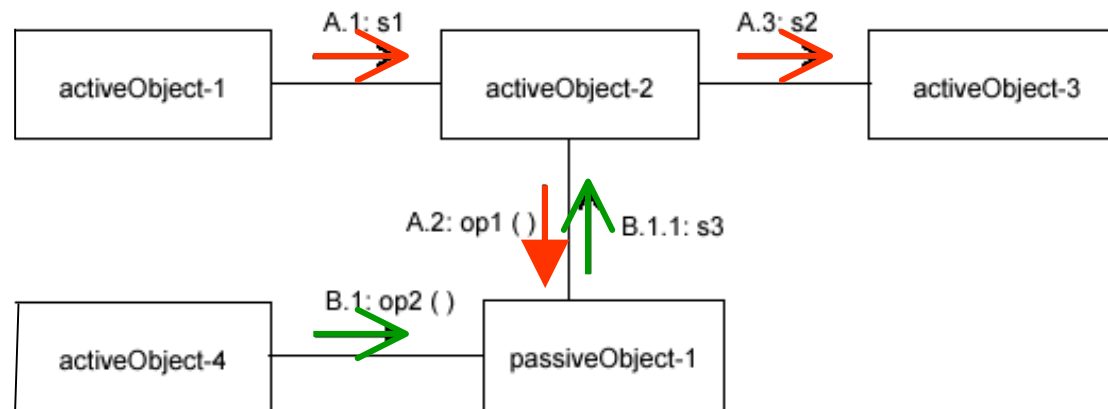 A.1: s1
A.3: s2
activeObject-1
activeObject-2
activeObject-3
A.2: op1 ( )
B.1.1: s3
B.1: op2 ( )
activeObject-4
passiveObject-1